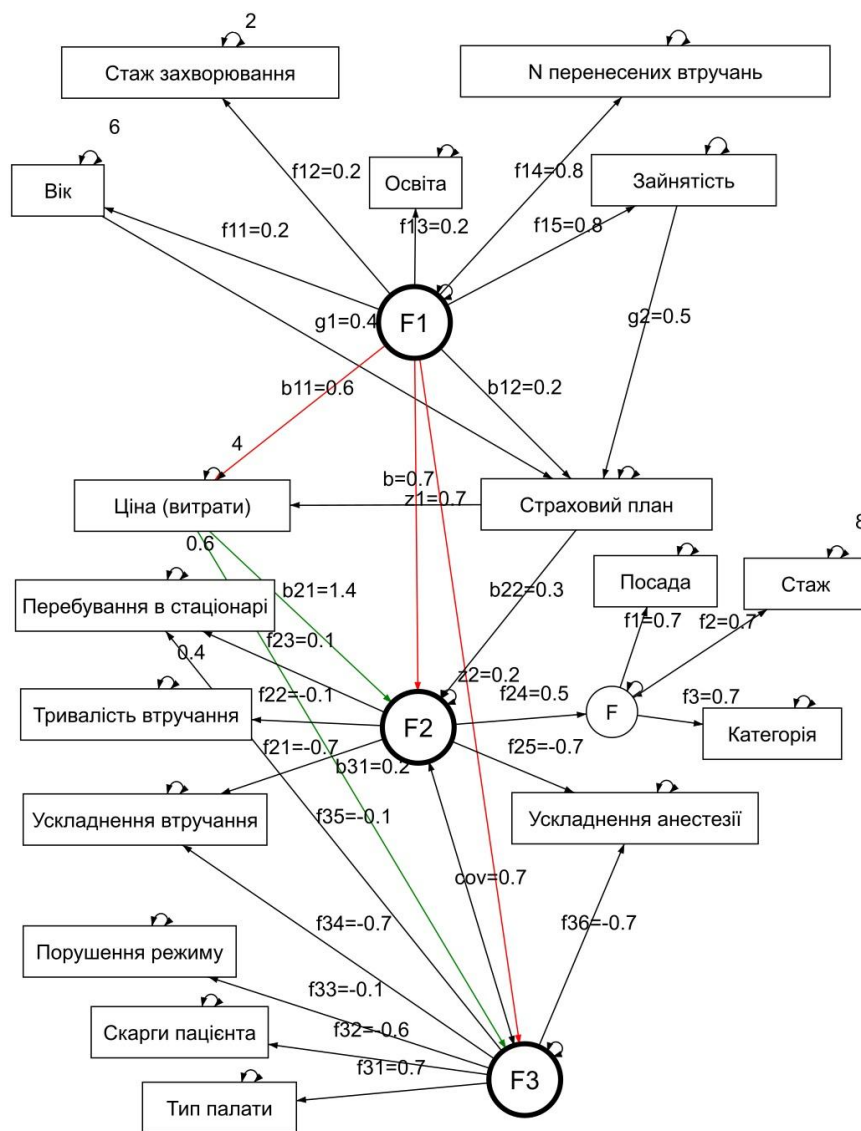 2
Стаж захворювання
N перенесених втручань
6
f12=0.2
Освіта
f14=0.8
Зайнятість
Вік
f11=0.2
f13=0.2
f15=0.8
F1
g1=0.4
g2=0.5
b11=0.6
b12=0.2
4
b=0.7
z1=0.7
Ціна (витрати)
Страховий план
8
0.6
Посада
Стаж
b21=1.4
b22=0.3
Перебування в стаціонарі
f1=0.7
f2=0.7
f23=0.1
0.4
z2=0.2
f22=-0.1
f24=0.5
F
f3=0.7
Тривалість втручання
F2
Категорія
f21=-0.7
f25=-0.7
b31=0.2
Ускладнення втручання
f35=-0.1
Ускладнення анестезії
cov=0.7
f34=-0.7
f36=-0.7
Порушення режиму
f33=-0.1
Скарги пацієнта
f32=-0.6
f31=0.7
F3
Тип палати